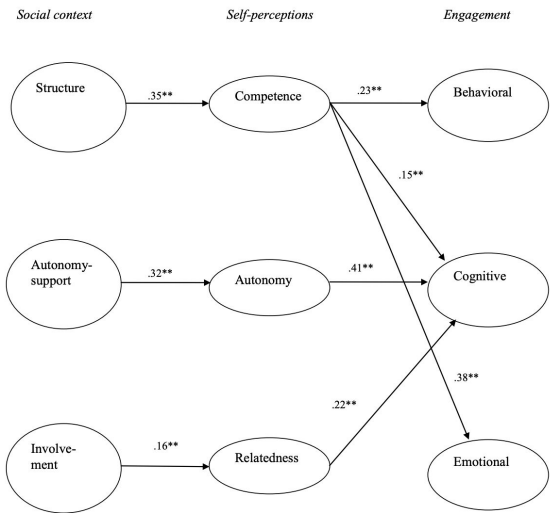 Social context Self-perceptions Engagement
Structure .35** Competence .23** Behavioral
.15**
Autonomy-
support .32** Autonomy .41** Cognitive
.38**
.22**
Involve-
ment .16** Relatedness Emotional